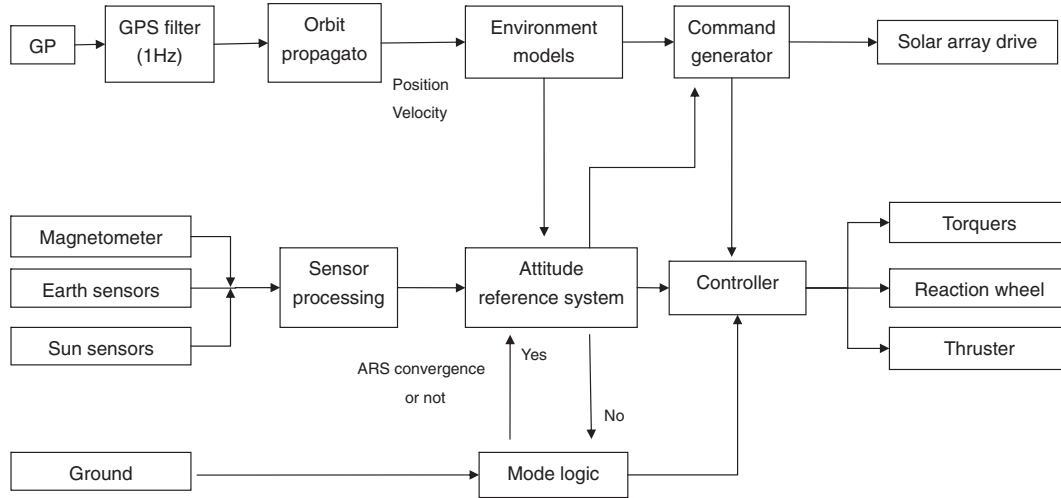 GP
GPS filter
(1Hz)
Orbit
propagato
Environment
models
Command
generator
Solar array drive
Position
Velocity
Magnetometer
Earth sensors
Sun sensors
Sensor
processing
Attitude
reference system
Controller
Torquers
Reaction wheel
Thruster
ARS convergence
or not
Yes
No
Ground
Mode logic